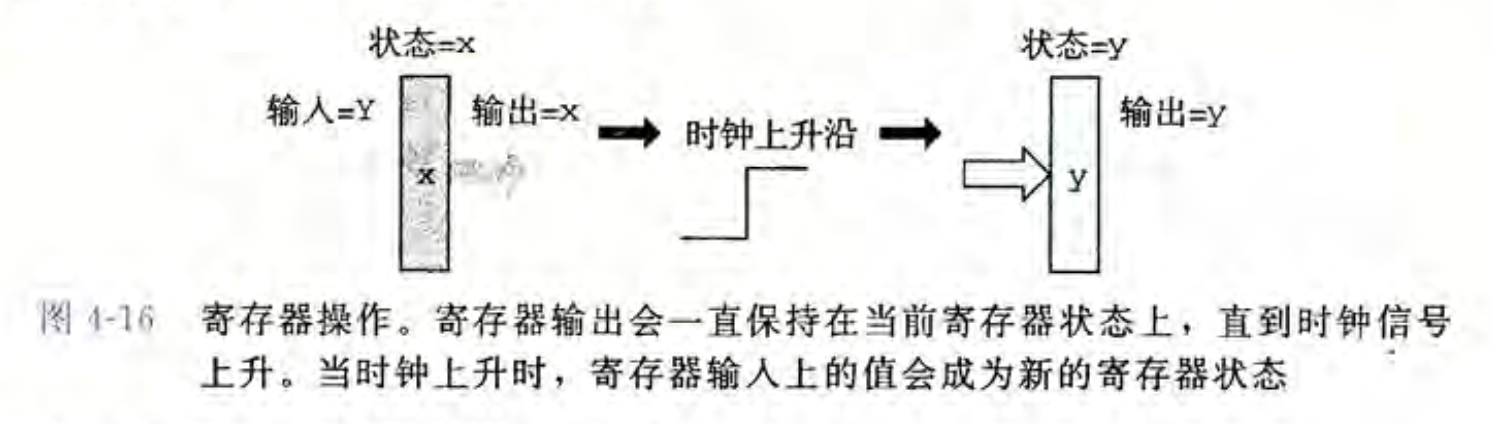 状态=x
状态=y
输入=Y
输出=x
时钟上升沿
输出=y
x
y
图 4-16 寄存器操作。寄存器输出会一直保持在当前寄存器状态上，直到时钟信号
上升。当时钟上升时，寄存器输入上的值会成为新的寄存器状态